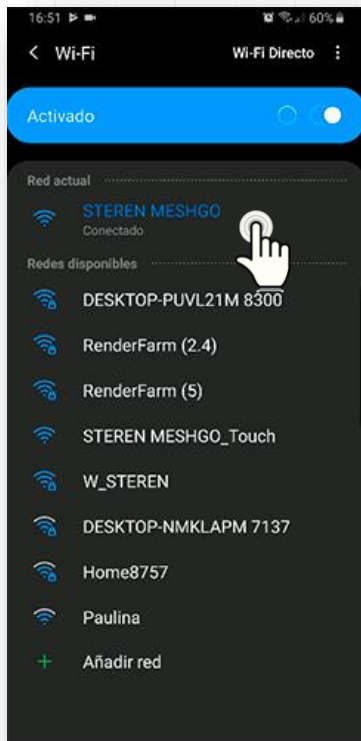 16:51 60%
Wi-Fi Wi-Fi Directo
Activado
Red actual
STEREN MESHGO
Conectado
Redes disponibles
DESKTOP-PUVL21M 8300
RenderFarm (2.4)
RenderFarm (5)
STEREN MESHGO_Touch
W_STEREN
DESKTOP-NMKLAPM 7137
Home8757
Paulina
Añadir red